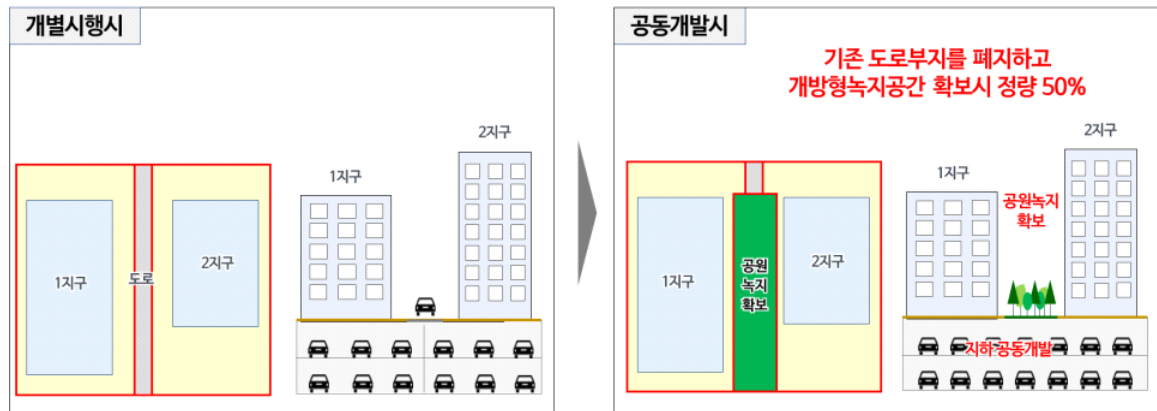 개별시행시
1지구
도로
2지구
1지구
2지구
공동개발시
기존 도로부지를 폐지하고
개방형녹지공간 확보시 정량 50%
1지구
공원
녹지
확보
2지구
1지구
공원녹지
확보
2지구
지하 공동개발